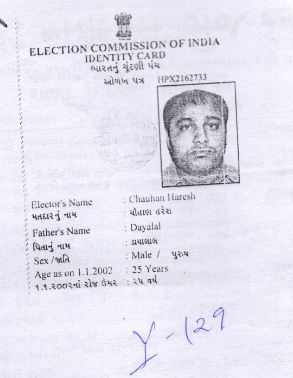 ELECTION COMMISSION OF INDIA
IDENTITY CARD
ભારતનું ચૂંટણી પંચ
ઓળખ પત્ર HPX2162733
Elector's Name : Chauhan Haresh
મતદારનું નામ : ચૌહાણ હરેશ
Father's Name : Dayalal
પિતાનું નામ : ડાયાલાલ
Sex /જાતિ : Male / પુરુષ
Age as on 1.1.2002 : 25 Years
૧.૧.૨૦૦૨નાં રોજ ઉંમર : ૨૫ વર્ષ
Y-129